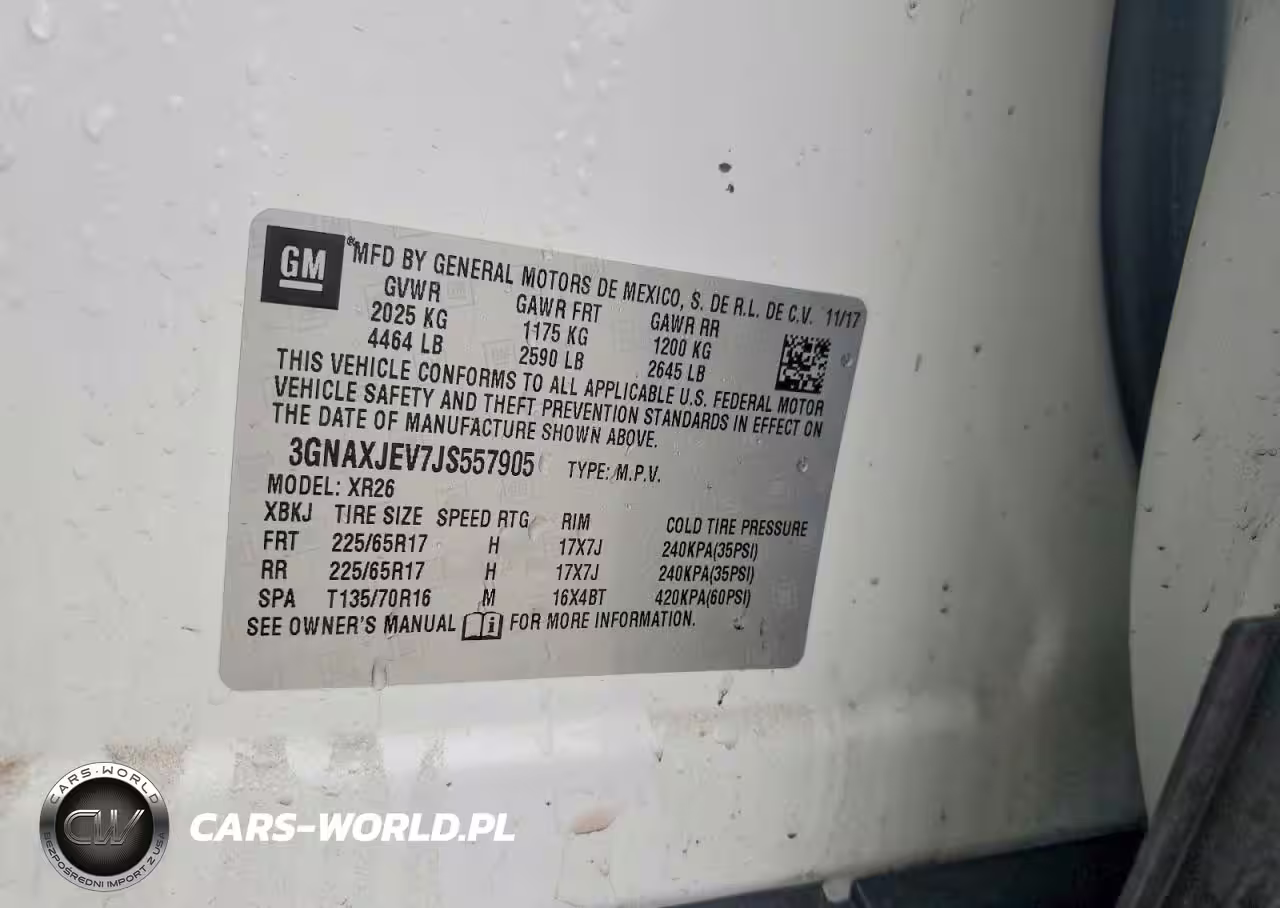 GM
®MFD BY GENERAL MOTORS DE MEXICO, S. DE R.L. DE C.V. 11/17
GVWR GAWR FRT GAWR RR
2025 KG 1175 KG 1200 KG
4464 LB 2590 LB 2645 LB
THIS VEHICLE CONFORMS TO ALL APPLICABLE U.S. FEDERAL MOTOR
VEHICLE SAFETY AND THEFT PREVENTION STANDARDS IN EFFECT ON
THE DATE OF MANUFACTURE SHOWN ABOVE.
3GNAXJEV7JS557905 TYPE: M.P.V.
MODEL: XR26
XBKJ TIRE SIZE SPEED RTG RIM COLD TIRE PRESSURE
FRT 225/65R17 H 17X7J 240KPA(35PSI)
RR 225/65R17 H 17X7J 240KPA(35PSI)
SPA T135/70R16 M 16X4BT 420KPA(60PSI)
SEE OWNER'S MANUAL i FOR MORE INFORMATION.
CARS-WORLD
CW
BEZPOŚREDNI IMPORT Z USA
CARS-WORLD.PL